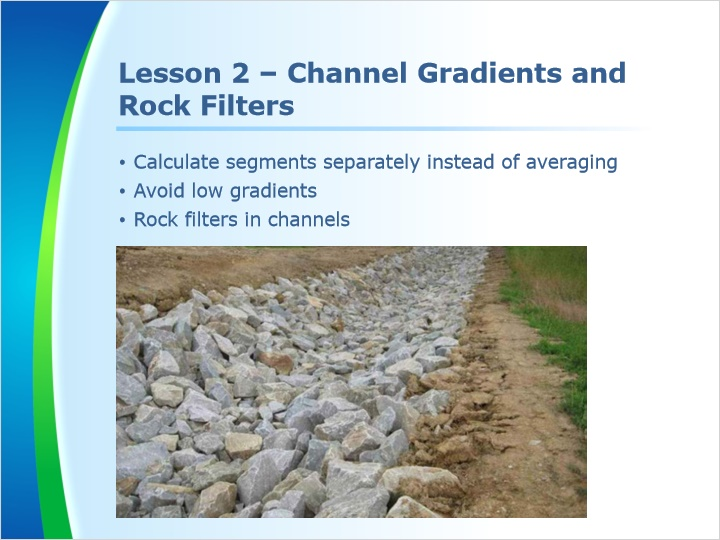 Lesson 2 – Channel Gradients and
Rock Filters
• Calculate segments separately instead of averaging
• Avoid low gradients
• Rock filters in channels